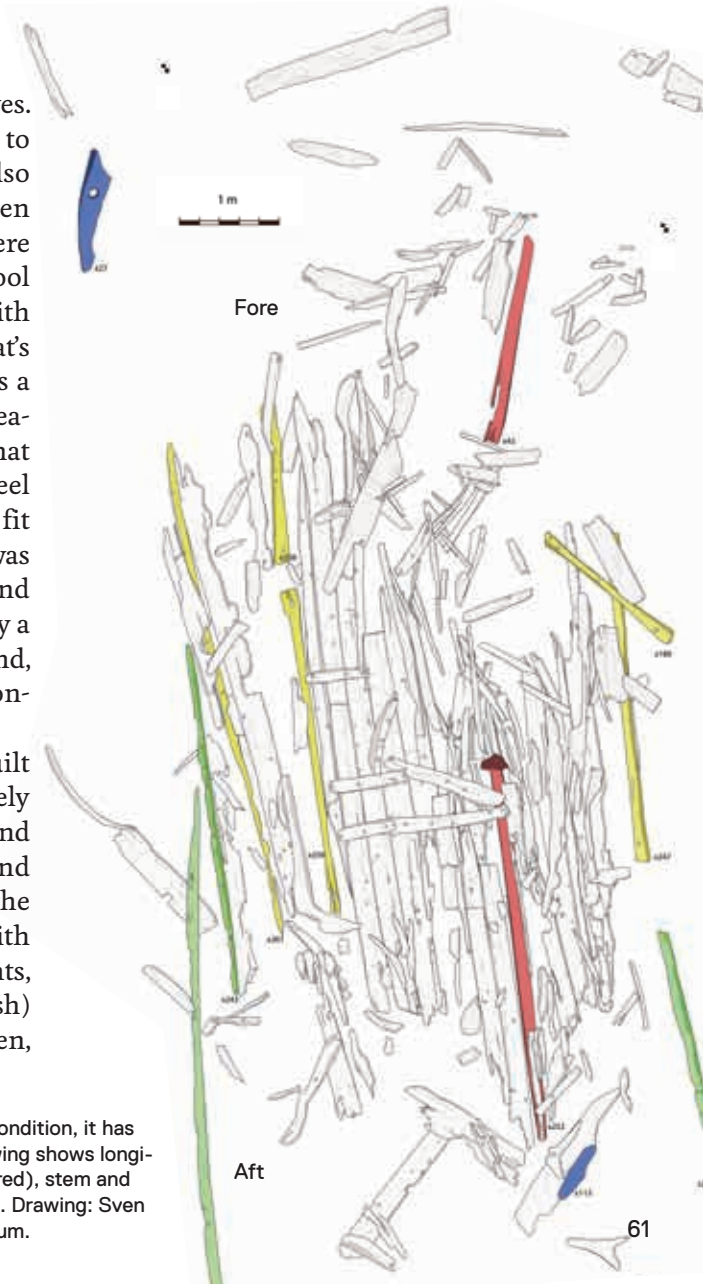 es.
to
lso
en
ere
ool
ith
at's
s a
ea-
hat
eel
fit
was
nd
y a
nd,
on-
uilt
ely
nd
nd
he
ith
nts,
sh)
en,
ondition, it has
wing shows longi-
red), stem and
. Drawing: Sven
um.
1 m
Fore
Aft
61